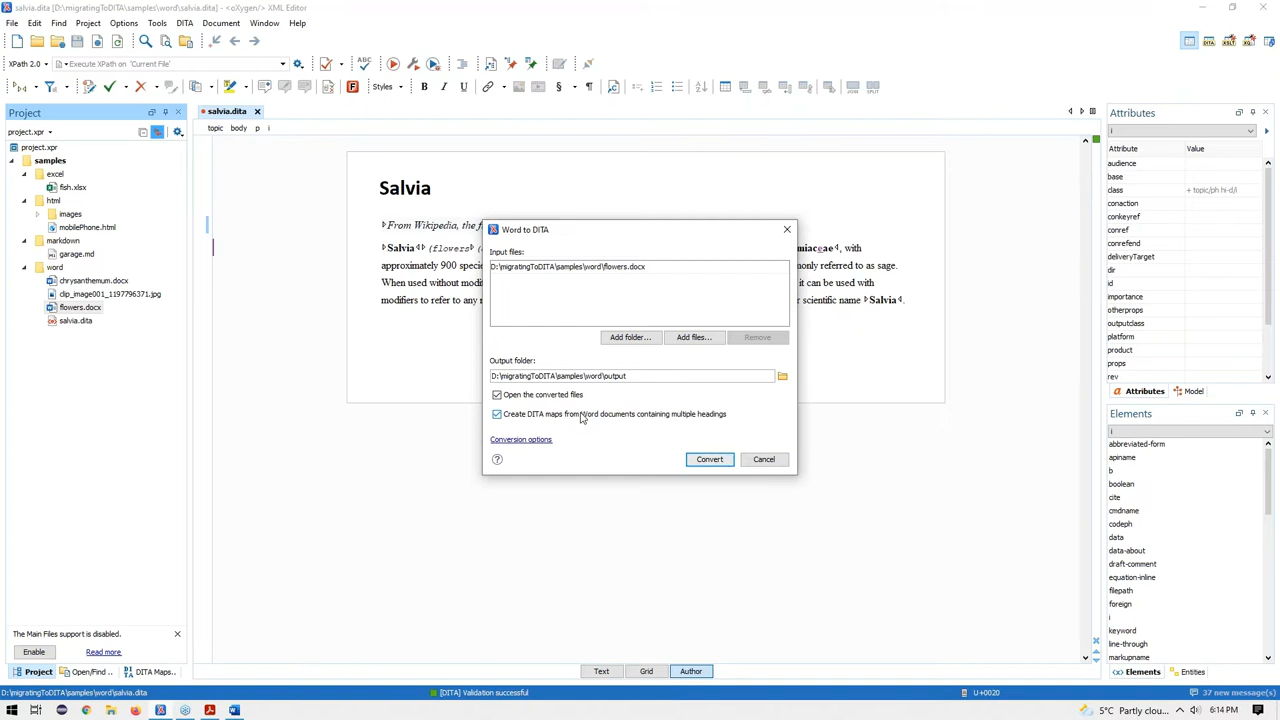 salvia.dita [D:\migratingToDITA\samples\word\salvia.dita] - <oXygen/> XML Editor
File Edit Find Project Options Tools DITA Document Window Help
XPath 2.0 Execute XPath on 'Current File'
Styles
Project
project.xpr
project.xpr
samples
excel
fish.xlsx
html
images
mobilePhone.html
markdown
garage.md
word
chrysanthemum.docx
clip_image001_1197796371.jpg
flowers.docx
salvia.dita
The Main Files support is disabled.
Enable Read more
Project Open/Find .. DITA Maps..
salvia.dita
topic body p i
Salvia
From Wikipedia, the f
Salvia (flowers
miaceae, with
approximately 900 specie
monly referred to as sage.
When used without modif
it can be used with
modifiers to refer to any m
r scientific name Salvia.
Word to DITA
Input files:
D:\migratingToDITA\samples\word\flowers.docx
Add folder... Add files... Remove
Output folder:
D:\migratingToDITA\samples\word\output
Open the converted files
Create DITA maps from Word documents containing multiple headings
Conversion options
? Convert Cancel
Text Grid Author
Attributes
i
Attribute Value
audience
base
class + topic/ph hi-d/i
conaction
conkeyref
conref
conrefend
deliveryTarget
dir
id
importance
otherprops
outputclass
platform
product
props
rev
Attributes Model
Elements
i
abbreviated-form
apiname
b
boolean
cite
cmdname
codeph
data
data-about
draft-comment
equation-inline
filepath
foreign
i
keyword
line-through
markupname
Elements Entities
D:\migratingToDITA\samples\word\salvia.dita [DITA] Validation successful U+0020 37 new message(s)
5°C Partly clou... 6:14 PM